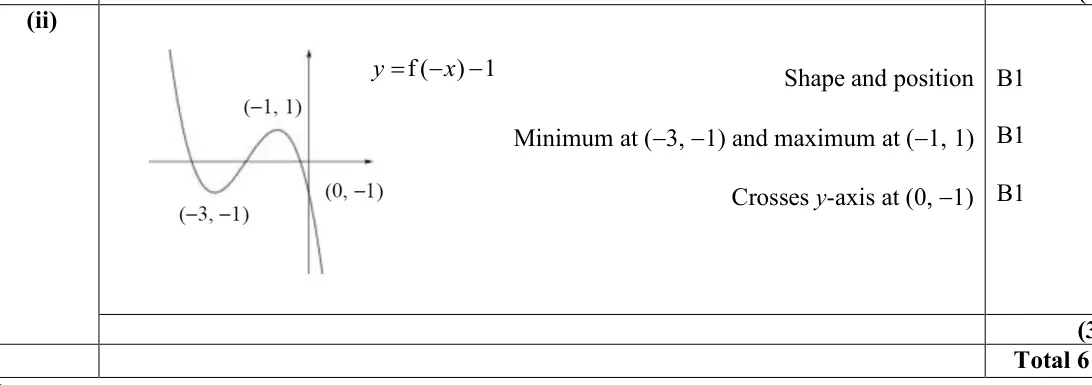 (ii)
y = f(−x) − 1
Shape and position B1
(−1, 1)
Minimum at (−3, −1) and maximum at (−1, 1) B1
(0, −1)
Crosses y-axis at (0, −1) B1
(−3, −1)
(3
Total 6